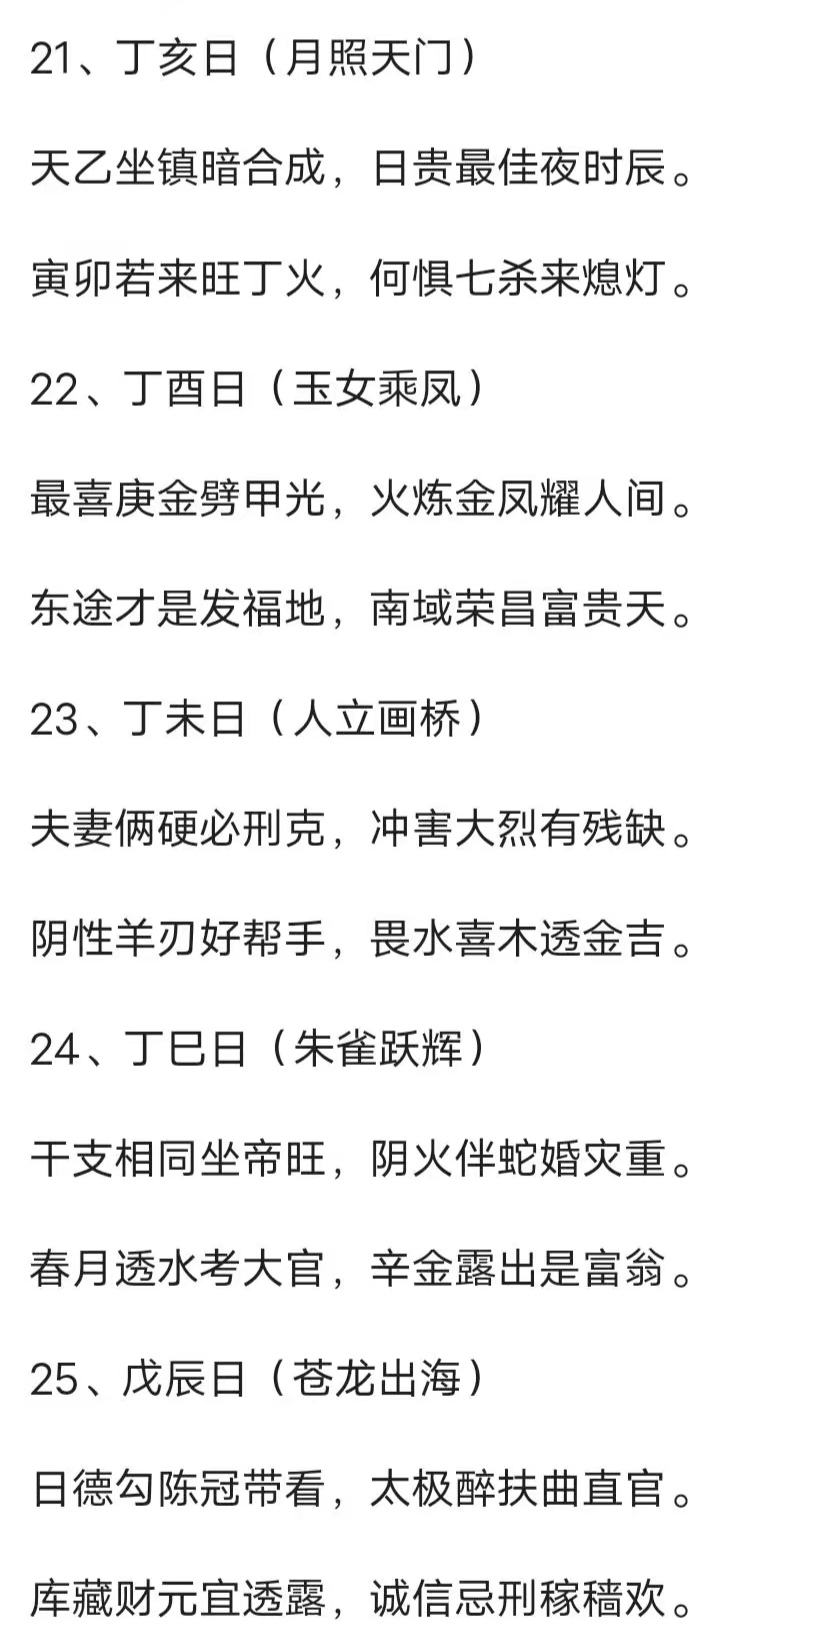 21、丁亥日（月照天门）
天乙坐镇暗合成，日贵最佳夜时辰。
寅卯若来旺丁火，何惧七杀来熄灯。
22、丁酉日（玉女乘凤）
最喜庚金劈甲光，火炼金凤耀人间。
东途才是发福地，南域荣昌富贵天。
23、丁未日（人立画桥）
夫妻俩硬必刑克，冲害大烈有残缺。
阴性羊刃好帮手，畏水喜木透金吉。
24、丁巳日（朱雀跃辉）
干支相同坐帝旺，阴火伴蛇婚灾重。
春月透水考大官，辛金露出是富翁。
25、戊辰日（苍龙出海）
日德勾陈冠带看，太极醉扶曲直官。
库藏财元宜透露，诚信忌刑稼穑欢。